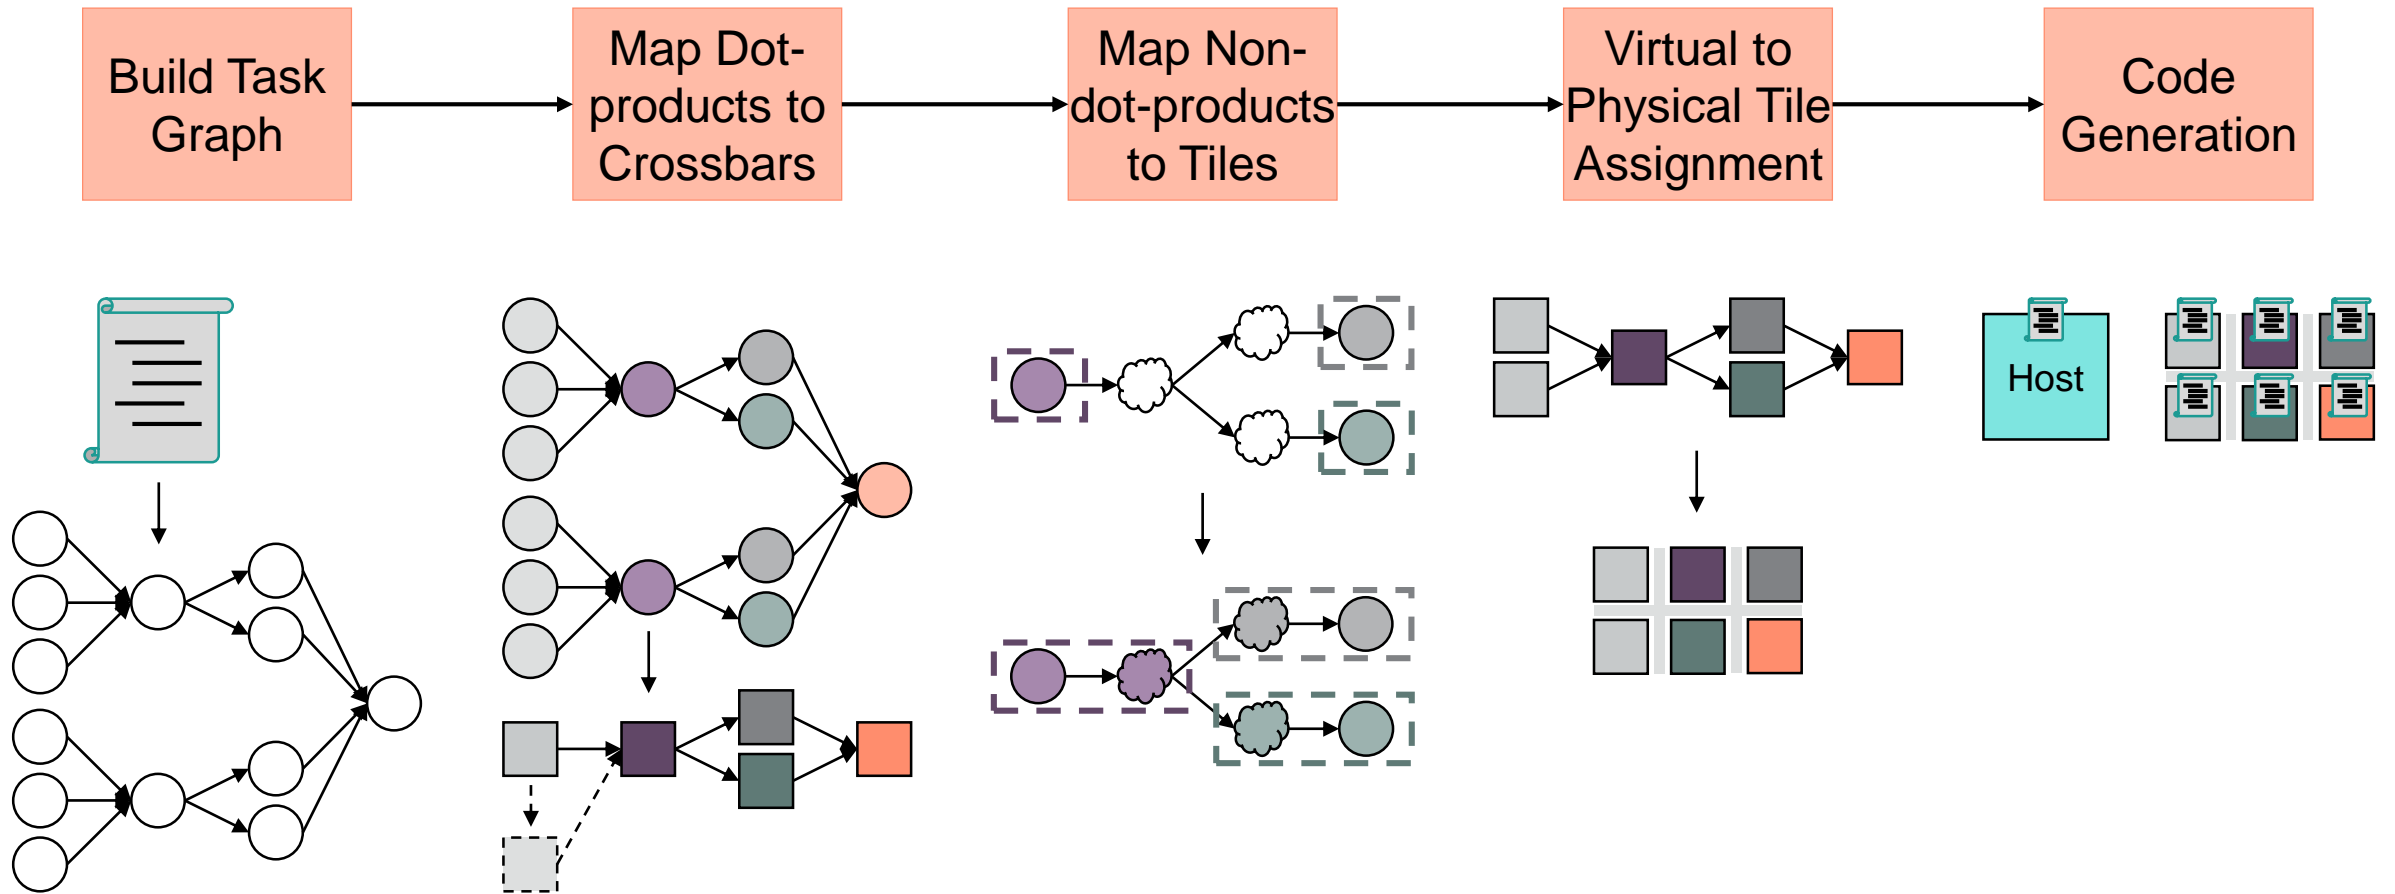 Build Task
Graph
Map Dot-
products to
Crossbars
Map Non-
dot-products
to Tiles
Virtual to
Physical Tile
Assignment
Code
Generation
Host